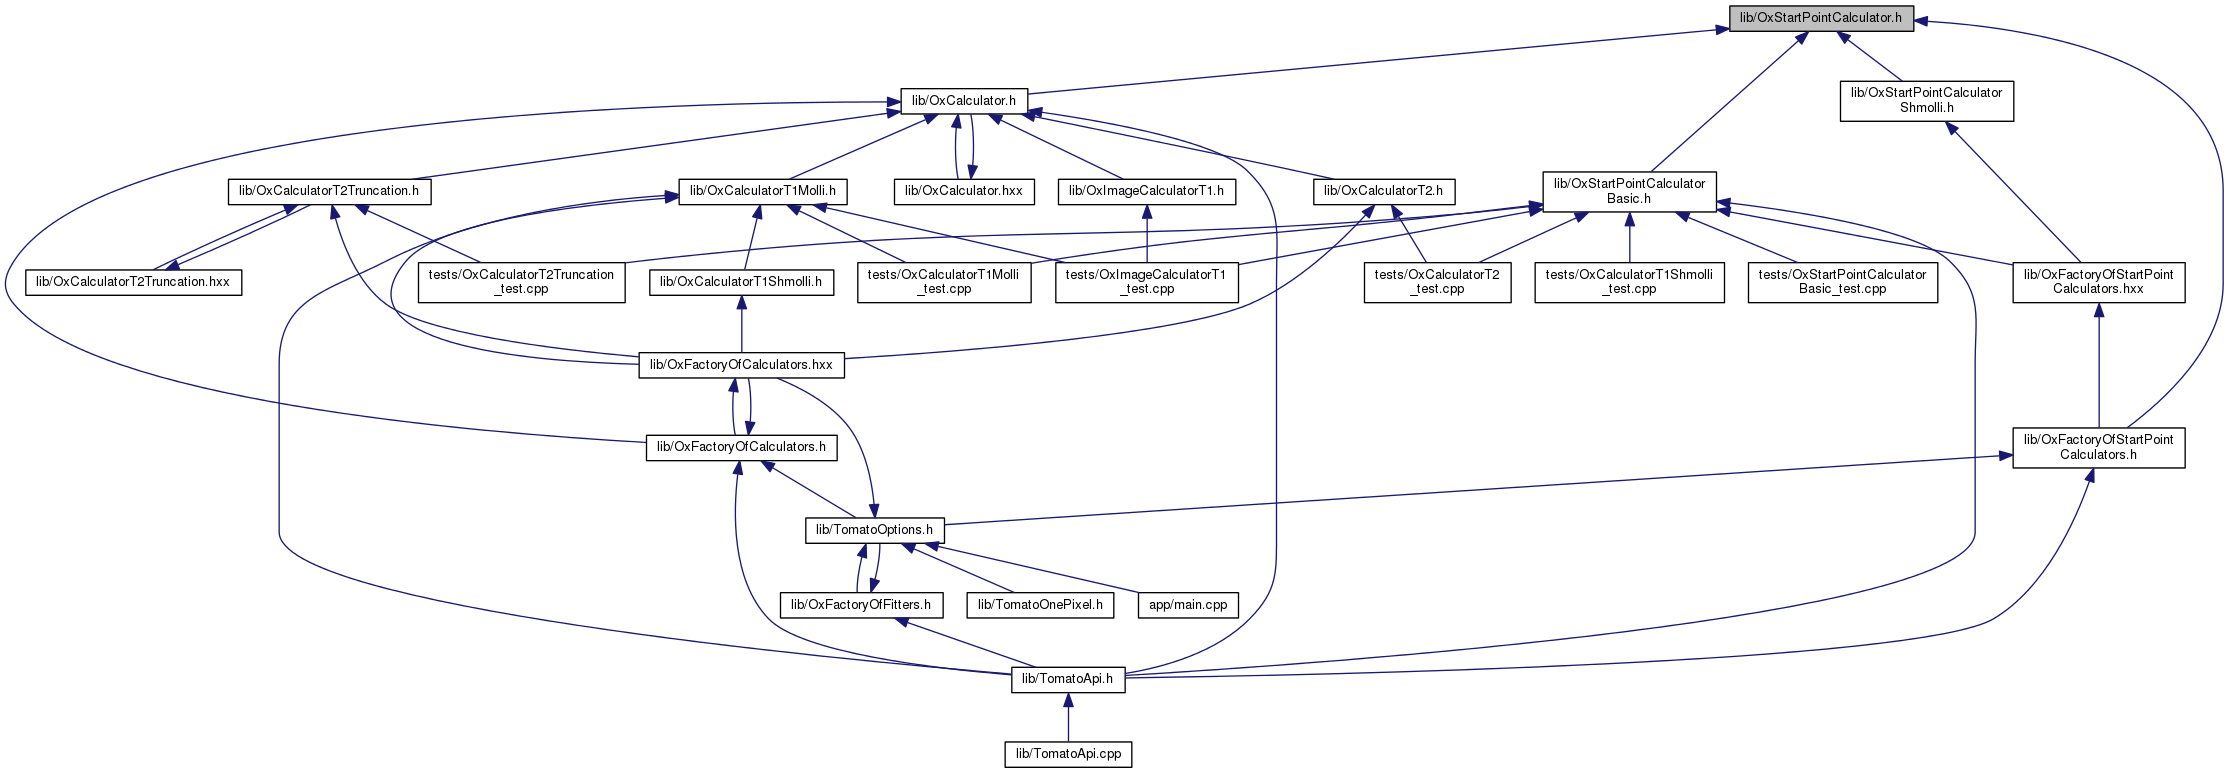 lib/OxStartPointCalculator.h
lib/OxCalculator.h
lib/OxStartPointCalculator
Shmolli.h
lib/OxCalculatorT2Truncation.h
lib/OxCalculatorT1Molli.h
lib/OxCalculator.hxx
lib/OxImageCalculatorT1.h
lib/OxCalculatorT2.h
lib/OxStartPointCalculator
Basic.h
lib/OxCalculatorT2Truncation.hxx
tests/OxCalculatorT2Truncation
_test.cpp
lib/OxCalculatorT1Shmolli.h
tests/OxCalculatorT1Molli
_test.cpp
tests/OxImageCalculatorT1
_test.cpp
tests/OxCalculatorT2
_test.cpp
tests/OxCalculatorT1Shmolli
_test.cpp
tests/OxStartPointCalculator
Basic_test.cpp
lib/OxFactoryOfStartPoint
Calculators.hxx
lib/OxFactoryOfCalculators.hxx
lib/OxFactoryOfCalculators.h
lib/OxFactoryOfStartPoint
Calculators.h
lib/TomatoOptions.h
lib/OxFactoryOfFitters.h
lib/TomatoOnePixel.h
app/main.cpp
lib/TomatoApi.h
lib/TomatoApi.cpp